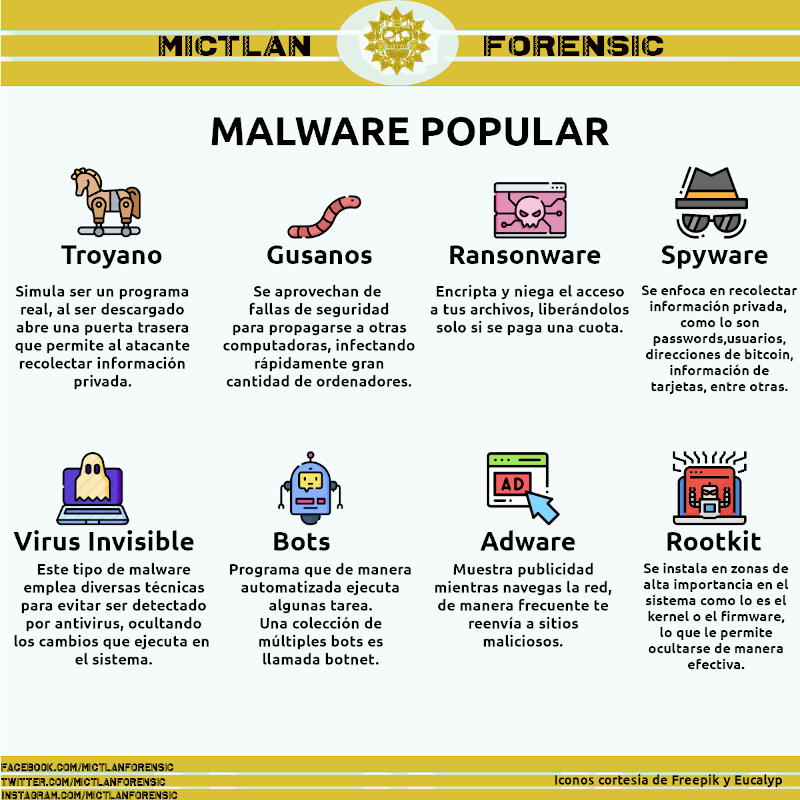 MICTLAN FORENSIC
MALWARE POPULAR
Troyano
Simula ser un programa
real, al ser descargado
abre una puerta trasera
que permite al atacante
recolectar información
privada.
Gusanos
Se aprovechan de
fallas de seguridad
para propagarse a otras
computadoras, infectando
rápidamente gran
cantidad de ordenadores.
Ransonware
Encripta y niega el acceso
a tus archivos, liberándolos
solo si se paga una cuota.
Spyware
Se enfoca en recolectar
información privada,
como lo son
passwords,usuarios,
direcciones de bitcoin,
información de
tarjetas, entre otras.
Virus Invisible
Este tipo de malware
emplea diversas técnicas
para evitar ser detectado
por antivirus, ocultando
los cambios que ejecuta en
el sistema.
Bots
Programa que de manera
automatizada ejecuta
algunas tarea.
Una colección de
múltiples bots es
llamada botnet.
AD
Adware
Muestra publicidad
mientras navegas la red,
de manera frecuente te
reenvía a sitios
maliciosos.
Rootkit
Se instala en zonas de
alta importancia en el
sistema como lo es el
kernel o el firmware,
lo que le permite
ocultarse de manera
efectiva.
FACEBOOK.COM/MICTLANFORENSIC
TWITTER.COM/MICTLANFORENSIC
INSTAGRAM.COM/MICTLANFORENSIC
Iconos cortesia de Freepik y Eucalyp